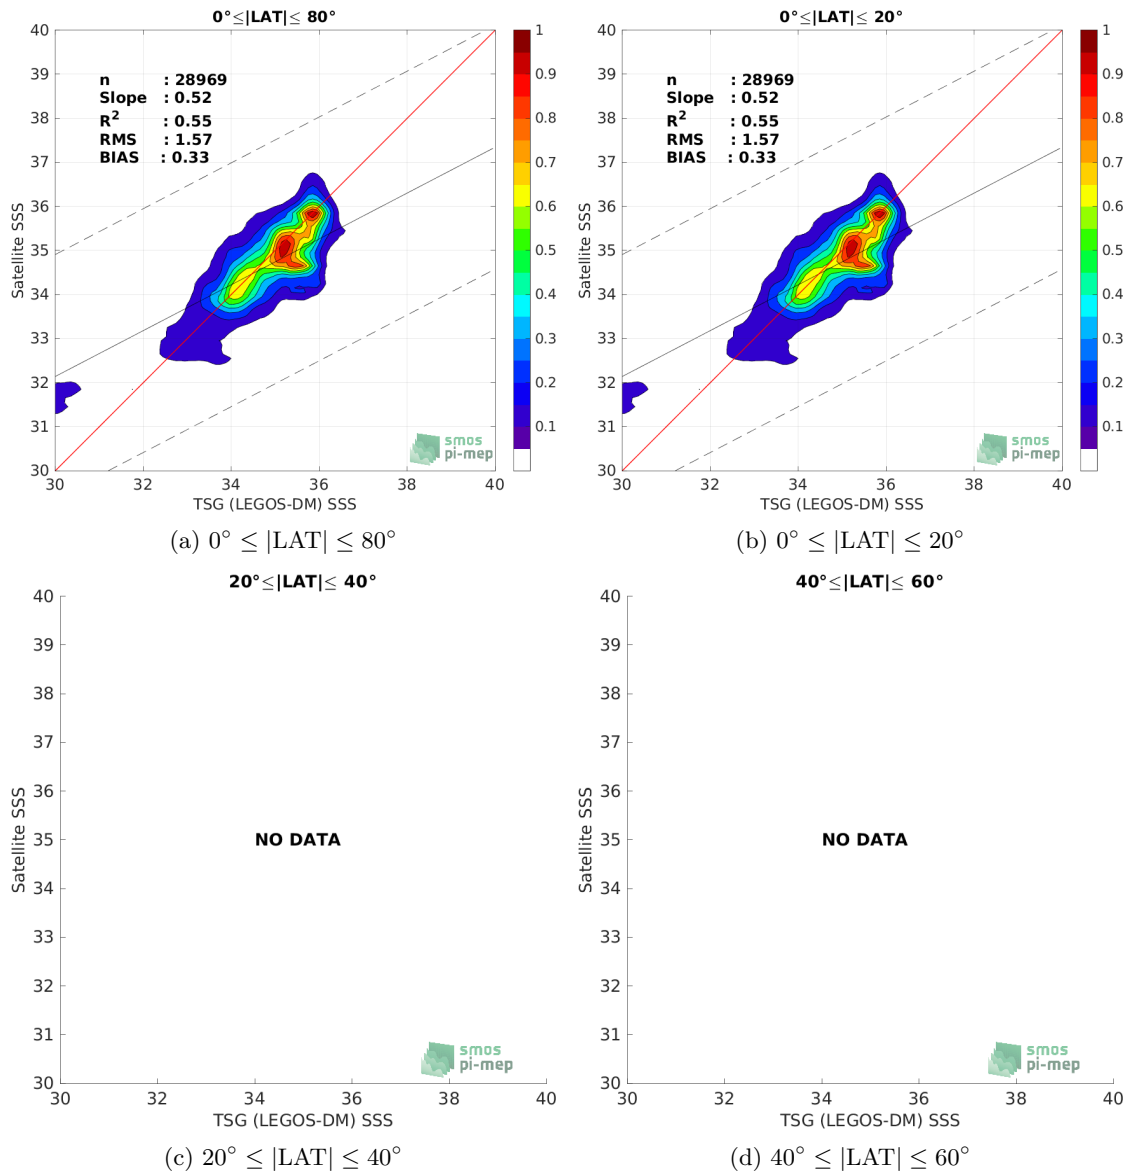 0°≤|LAT|≤ 80°
n : 28969
Slope : 0.52
R2 : 0.55
RMS : 1.57
BIAS : 0.33
40
39
38
37
36
35
34
33
32
31
30
Satellite SSS
30 32 34 36 38 40
TSG (LEGOS-DM) SSS
1
0.9
0.8
0.7
0.6
0.5
0.4
0.3
0.2
0.1
smos
pi-mep
(a) 0° ≤ |LAT| ≤ 80°
0°≤|LAT|≤ 20°
n : 28969
Slope : 0.52
R2 : 0.55
RMS : 1.57
BIAS : 0.33
40
39
38
37
36
35
34
33
32
31
30
Satellite SSS
30 32 34 36 38 40
TSG (LEGOS-DM) SSS
1
0.9
0.8
0.7
0.6
0.5
0.4
0.3
0.2
0.1
smos
pi-mep
(b) 0° ≤ |LAT| ≤ 20°
20°≤|LAT|≤ 40°
40
39
38
37
36
35
34
33
32
31
30
Satellite SSS
NO DATA
30 32 34 36 38 40
TSG (LEGOS-DM) SSS
smos
pi-mep
(c) 20° ≤ |LAT| ≤ 40°
40°≤|LAT|≤ 60°
40
39
38
37
36
35
34
33
32
31
30
Satellite SSS
NO DATA
30 32 34 36 38 40
TSG (LEGOS-DM) SSS
smos
pi-mep
(d) 40° ≤ |LAT| ≤ 60°